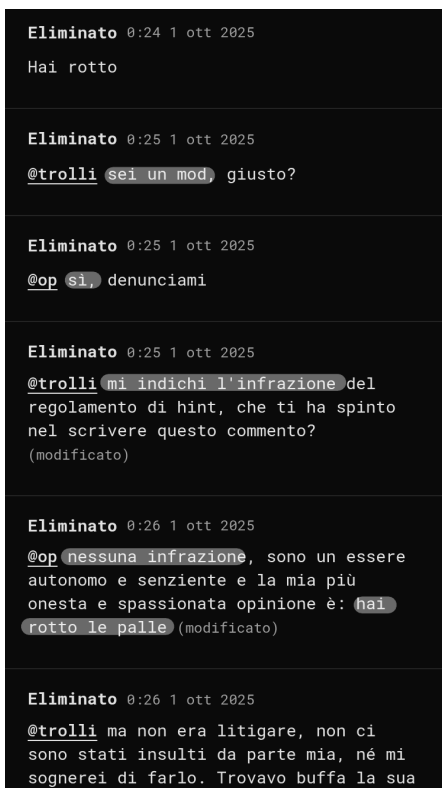 Eliminato 0:24 1 ott 2025
Hai rotto
Eliminato 0:25 1 ott 2025
@trolli sei un mod, giusto?
Eliminato 0:25 1 ott 2025
@op sì, denunciami
Eliminato 0:25 1 ott 2025
@trolli mi indichi l'infrazione del
regolamento di hint, che ti ha spinto
nel scrivere questo commento?
(modificato)
Eliminato 0:26 1 ott 2025
@op nessuna infrazione, sono un essere
autonomo e senziente e la mia più
onesta e spassionata opinione è: hai
rotto le palle (modificato)
Eliminato 0:26 1 ott 2025
@trolli ma non era litigare, non ci
sono stati insulti da parte mia, né mi
sognerei di farlo. Trovavo buffa la sua